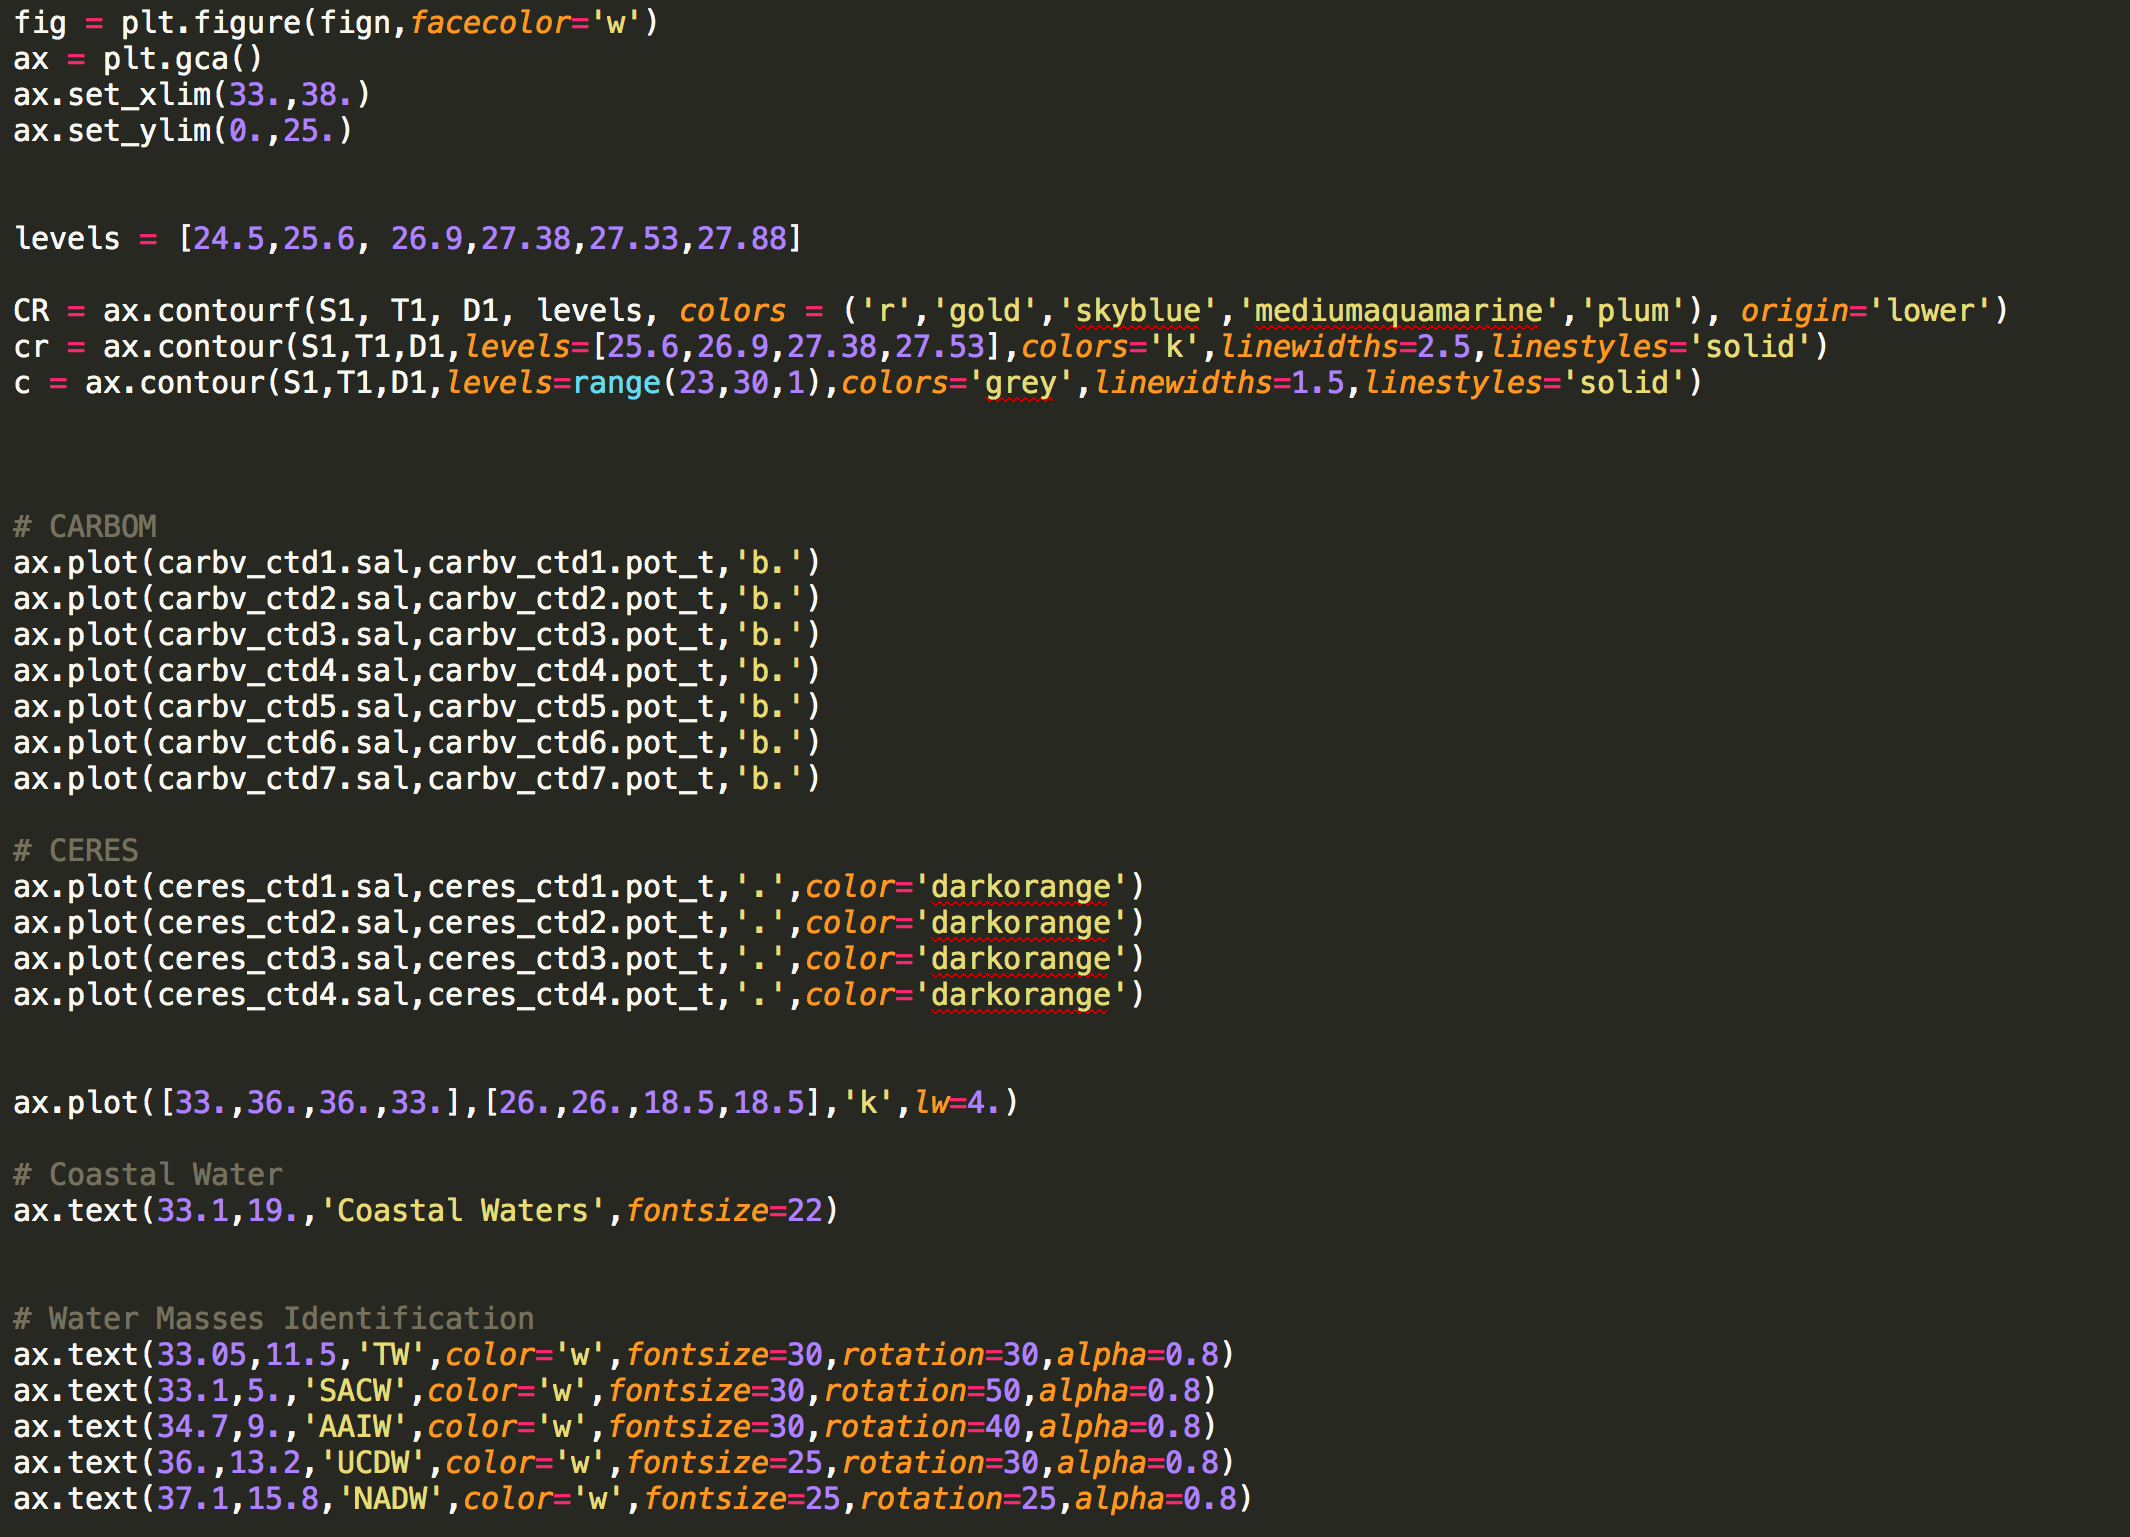 fig = plt.figure(fign,facecolor='w')
ax = plt.gca()
ax.set_xlim(33.,38.)
ax.set_ylim(0.,25.)
levels = [24.5,25.6, 26.9,27.38,27.53,27.88]
CR = ax.contourf(S1, T1, D1, levels, colors = ('r','gold','skyblue','mediumaquamarine','plum'), origin='lower')
cr = ax.contour(S1,T1,D1,levels=[25.6,26.9,27.38,27.53],colors='k',linewidths=2.5,linestyles='solid')
c = ax.contour(S1,T1,D1,levels=range(23,30,1),colors='grey',linewidths=1.5,linestyles='solid')
# CARBOM
ax.plot(carbv_ctd1.sal,carbv_ctd1.pot_t,'b.')
ax.plot(carbv_ctd2.sal,carbv_ctd2.pot_t,'b.')
ax.plot(carbv_ctd3.sal,carbv_ctd3.pot_t,'b.')
ax.plot(carbv_ctd4.sal,carbv_ctd4.pot_t,'b.')
ax.plot(carbv_ctd5.sal,carbv_ctd5.pot_t,'b.')
ax.plot(carbv_ctd6.sal,carbv_ctd6.pot_t,'b.')
ax.plot(carbv_ctd7.sal,carbv_ctd7.pot_t,'b.')
# CERES
ax.plot(ceres_ctd1.sal,ceres_ctd1.pot_t,'.',color='darkorange')
ax.plot(ceres_ctd2.sal,ceres_ctd2.pot_t,'.',color='darkorange')
ax.plot(ceres_ctd3.sal,ceres_ctd3.pot_t,'.',color='darkorange')
ax.plot(ceres_ctd4.sal,ceres_ctd4.pot_t,'.',color='darkorange')
ax.plot([33.,36.,36.,33.],[26.,26.,18.5,18.5],'k',lw=4.)
# Coastal Water
ax.text(33.1,19.,'Coastal Waters',fontsize=22)
# Water Masses Identification
ax.text(33.05,11.5,'TW',color='w',fontsize=30,rotation=30,alpha=0.8)
ax.text(33.1,5.,'SACW',color='w',fontsize=30,rotation=50,alpha=0.8)
ax.text(34.7,9.,'AAIW',color='w',fontsize=30,rotation=40,alpha=0.8)
ax.text(36.,13.2,'UCDW',color='w',fontsize=25,rotation=30,alpha=0.8)
ax.text(37.1,15.8,'NADW',color='w',fontsize=25,rotation=25,alpha=0.8)